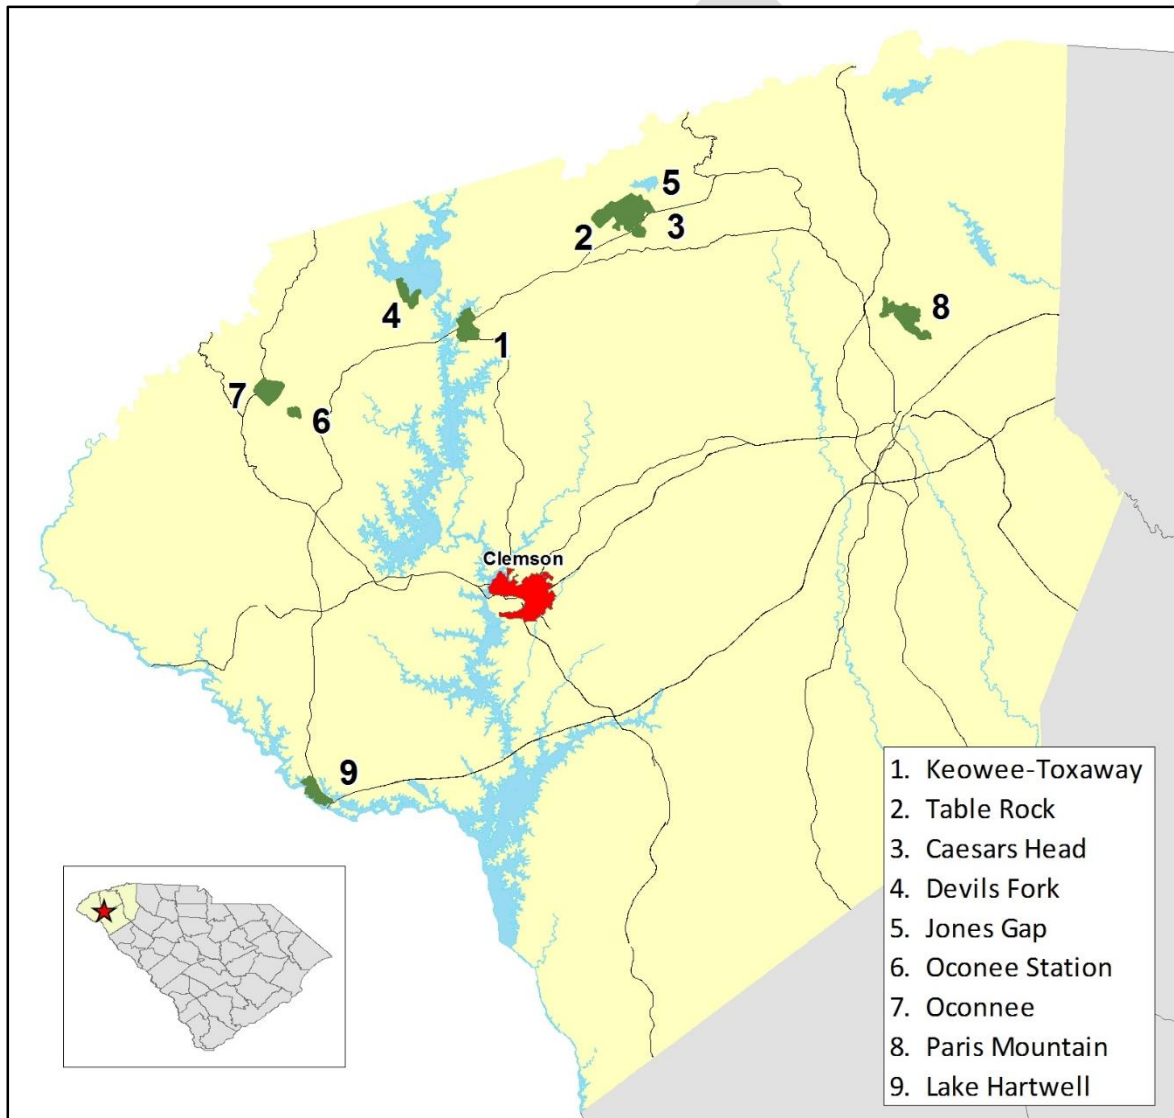 5
2
3
8
4
1
7
6
Clemson
9
1. Keowee-Toxaway
2. Table Rock
3. Caesars Head
4. Devils Fork
5. Jones Gap
6. Oconee Station
7. Oconnee
8. Paris Mountain
9. Lake Hartwell